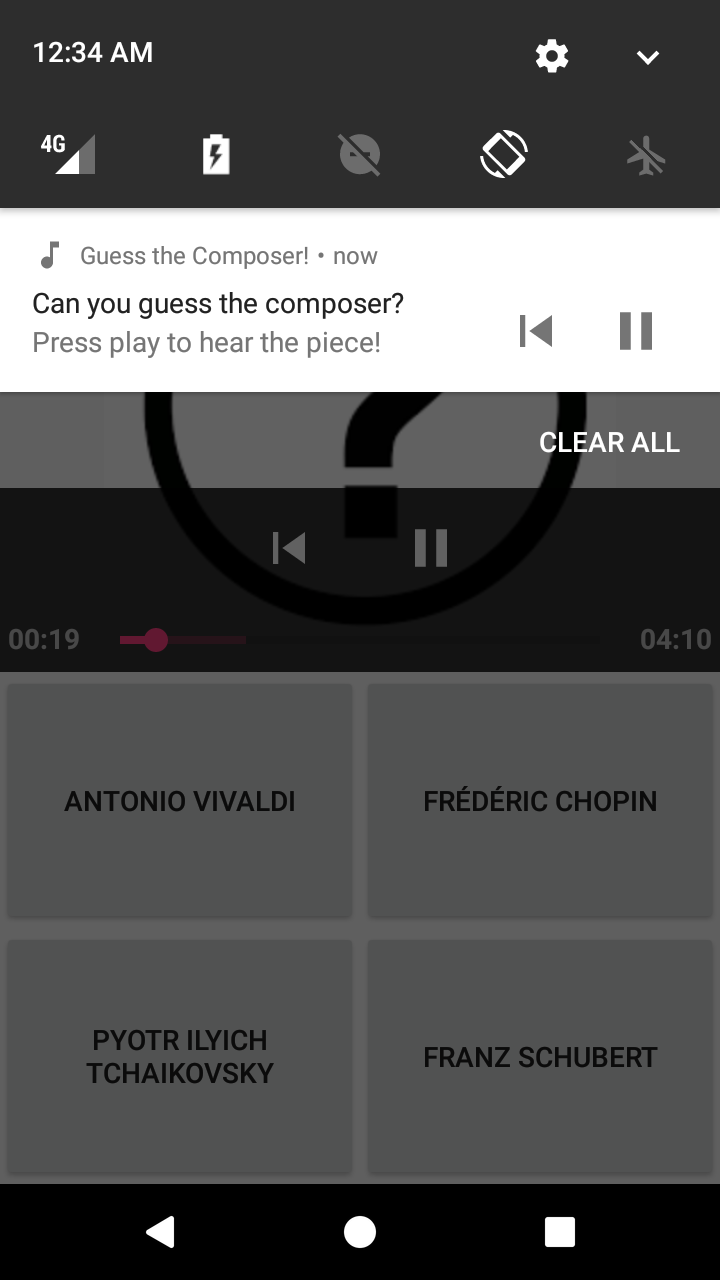 12:34 AM
4G
Guess the Composer! • now
Can you guess the composer?
Press play to hear the piece!
CLEAR ALL
?
00:19
04:10
ANTONIO VIVALDI
FRÉDÉRIC CHOPIN
PYOTR ILYICH
TCHAIKOVSKY
FRANZ SCHUBERT